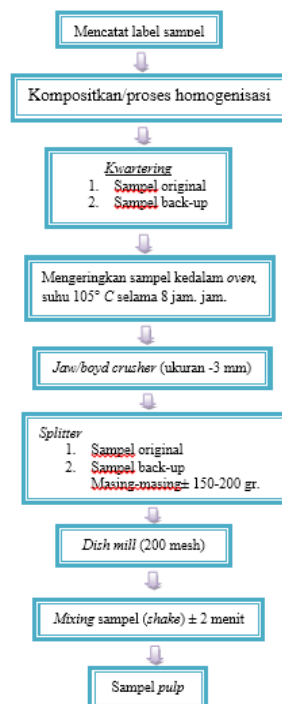 Mencatat label sampel
Kompositkan/proses homogenisasi
Kwartering
1. Sampel original
2. Sampel back-up
Mengeringkan sampel kedalam oven,
suhu 105° C selama 8 jam. jam.
Jaw/boyd crusher (ukuran -3 mm)
Splitter
1. Sampel original
2. Sampel back-up
Masing-masing± 150-200 gr.
Dish mill (200 mesh)
Mixing sampel (shake) ± 2 menit
Sampel pulp